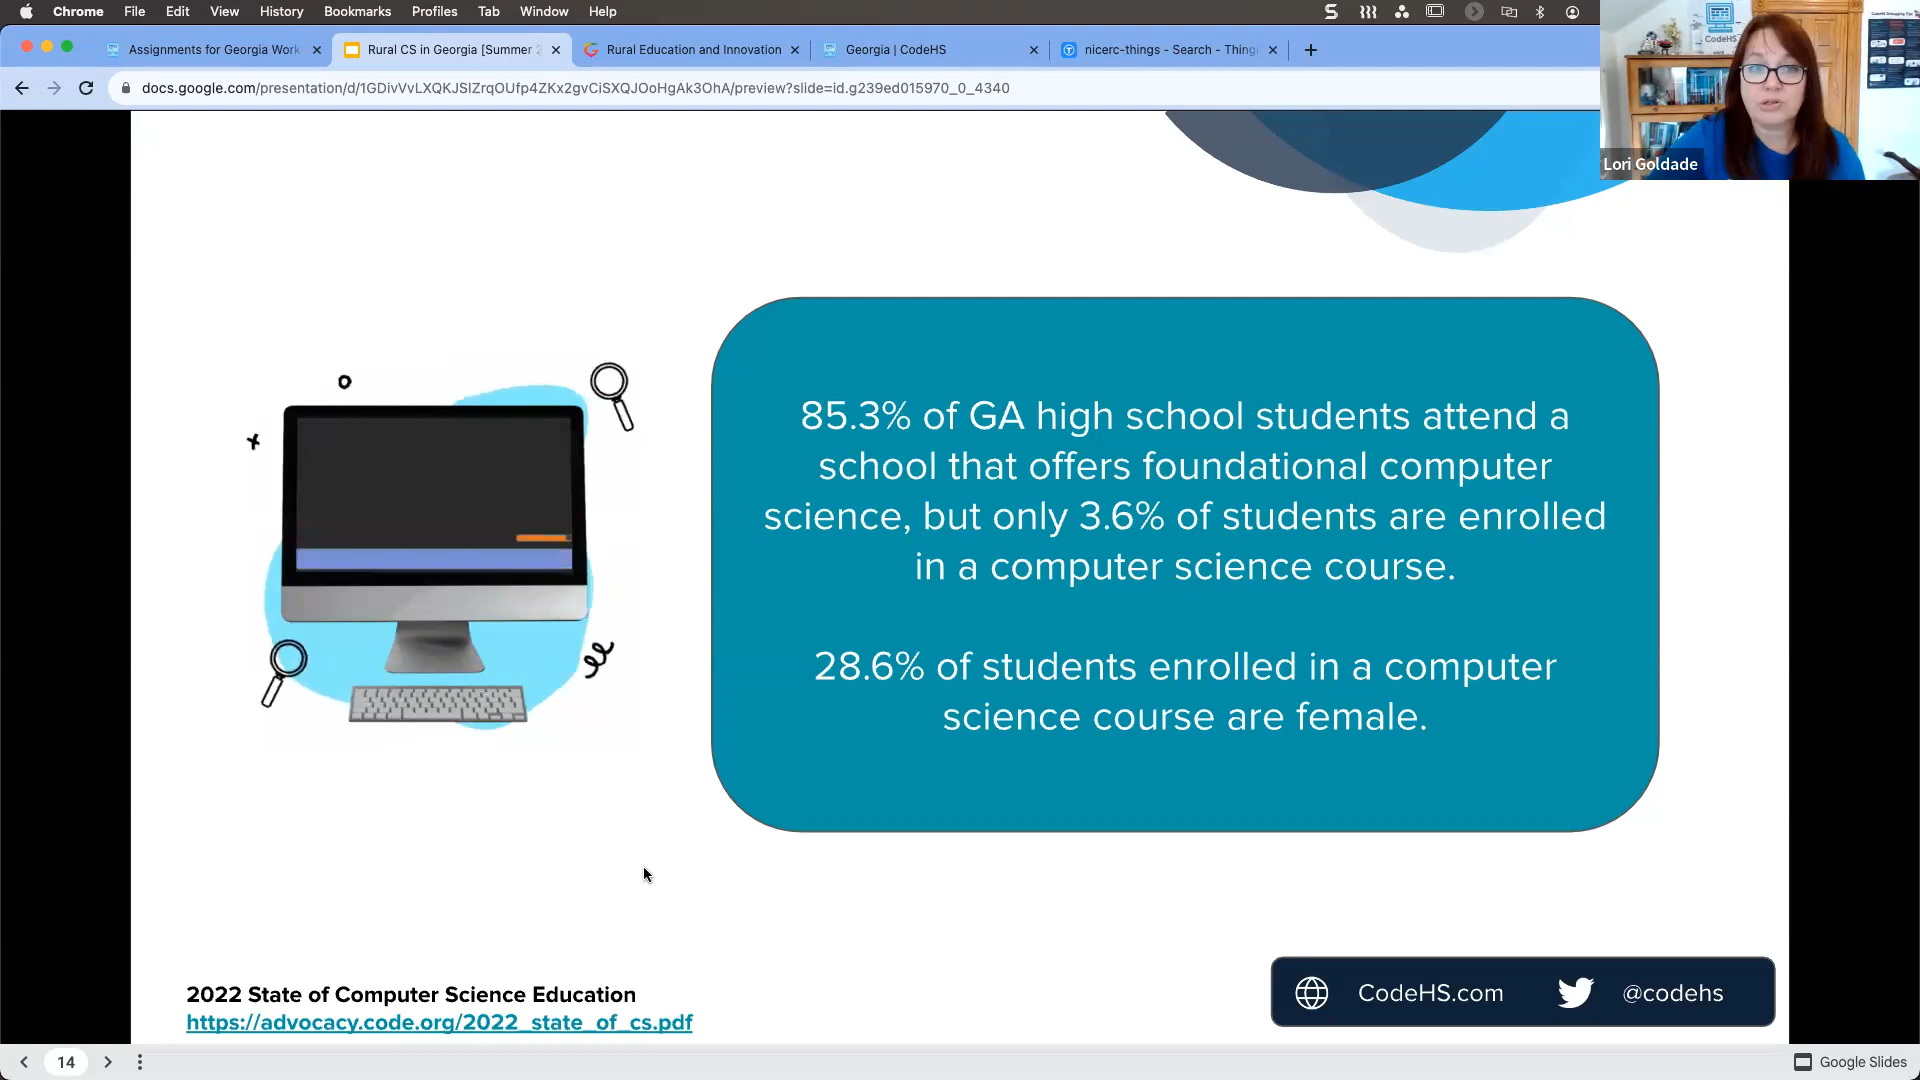 Chrome File Edit View History Bookmarks Profiles Tab Window Help
Assignments for Georgia Work
Rural CS in Georgia [Summer 2
Rural Education and Innovation
Georgia | CodeHS
nicerc-things - Search - Thing
docs.google.com/presentation/d/1GDivVvLXQKJSlZrqOUfp4ZKx2gvCiSXQJOoHgAk3OhA/preview?slide=id.g239ed015970_0_4340
CodeHS
Lori Goldade
85.3% of GA high school students attend a
school that offers foundational computer
science, but only 3.6% of students are enrolled
in a computer science course.
28.6% of students enrolled in a computer
science course are female.
2022 State of Computer Science Education
https://advocacy.code.org/2022_state_of_cs.pdf
CodeHS.com @codehs
14
Google Slides